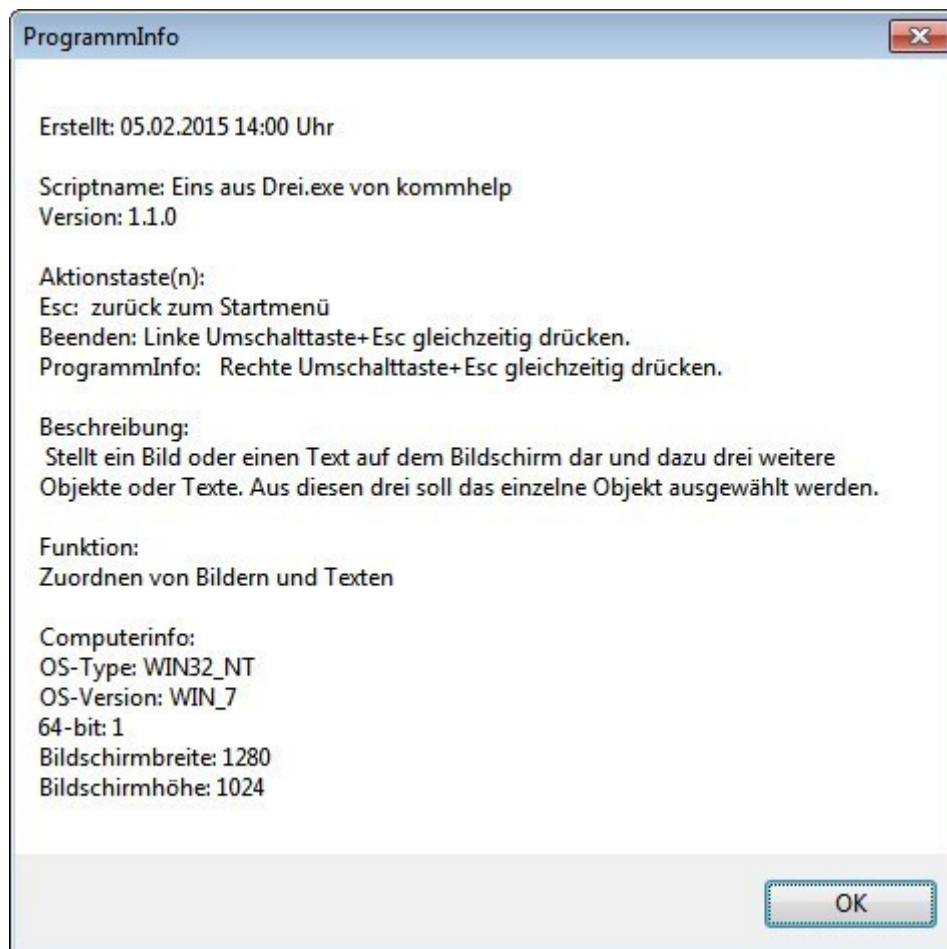 ProgrammInfo
Erstellt: 05.02.2015 14:00 Uhr
Scriptname: Eins aus Drei.exe von kommhelp
Version: 1.1.0
Aktionstaste(n):
Esc:  zurück zum Startmenü
Beenden: Linke Umschalttaste+Esc gleichzeitig drücken.
ProgrammInfo:   Rechte Umschalttaste+Esc gleichzeitig drücken.
Beschreibung:
Stellt ein Bild oder einen Text auf dem Bildschirm dar und dazu drei weitere
Objekte oder Texte. Aus diesen drei soll das einzelne Objekt ausgewählt werden.
Funktion:
Zuordnen von Bildern und Texten
Computerinfo:
OS-Type: WIN32_NT
OS-Version: WIN_7
64-bit: 1
Bildschirmbreite: 1280
Bildschirmhöhe: 1024
OK